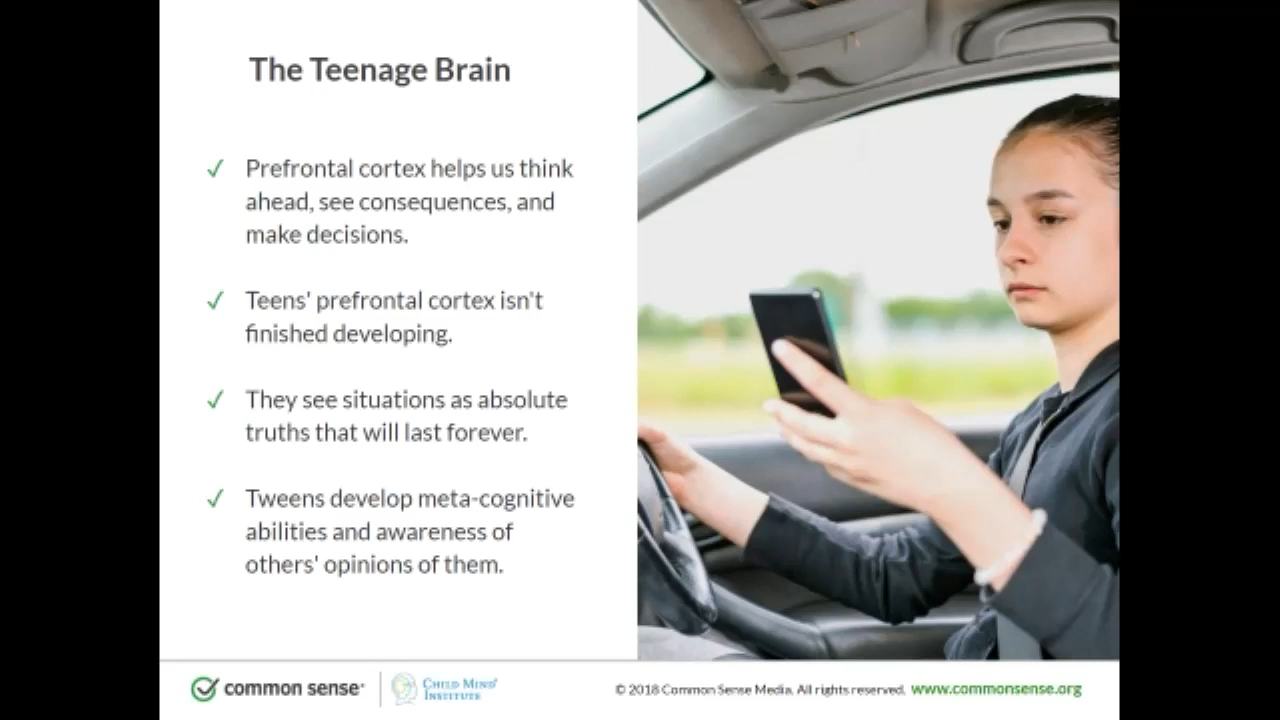 The Teenage Brain
✓ Prefrontal cortex helps us think
ahead, see consequences, and
make decisions.
✓ Teens' prefrontal cortex isn't
finished developing.
✓ They see situations as absolute
truths that will last forever.
✓ Tweens develop meta-cognitive
abilities and awareness of
others' opinions of them.
common sense®
CHILD MIND®
INSTITUTE
© 2018 Common Sense Media. All rights reserved. www.commonsense.org